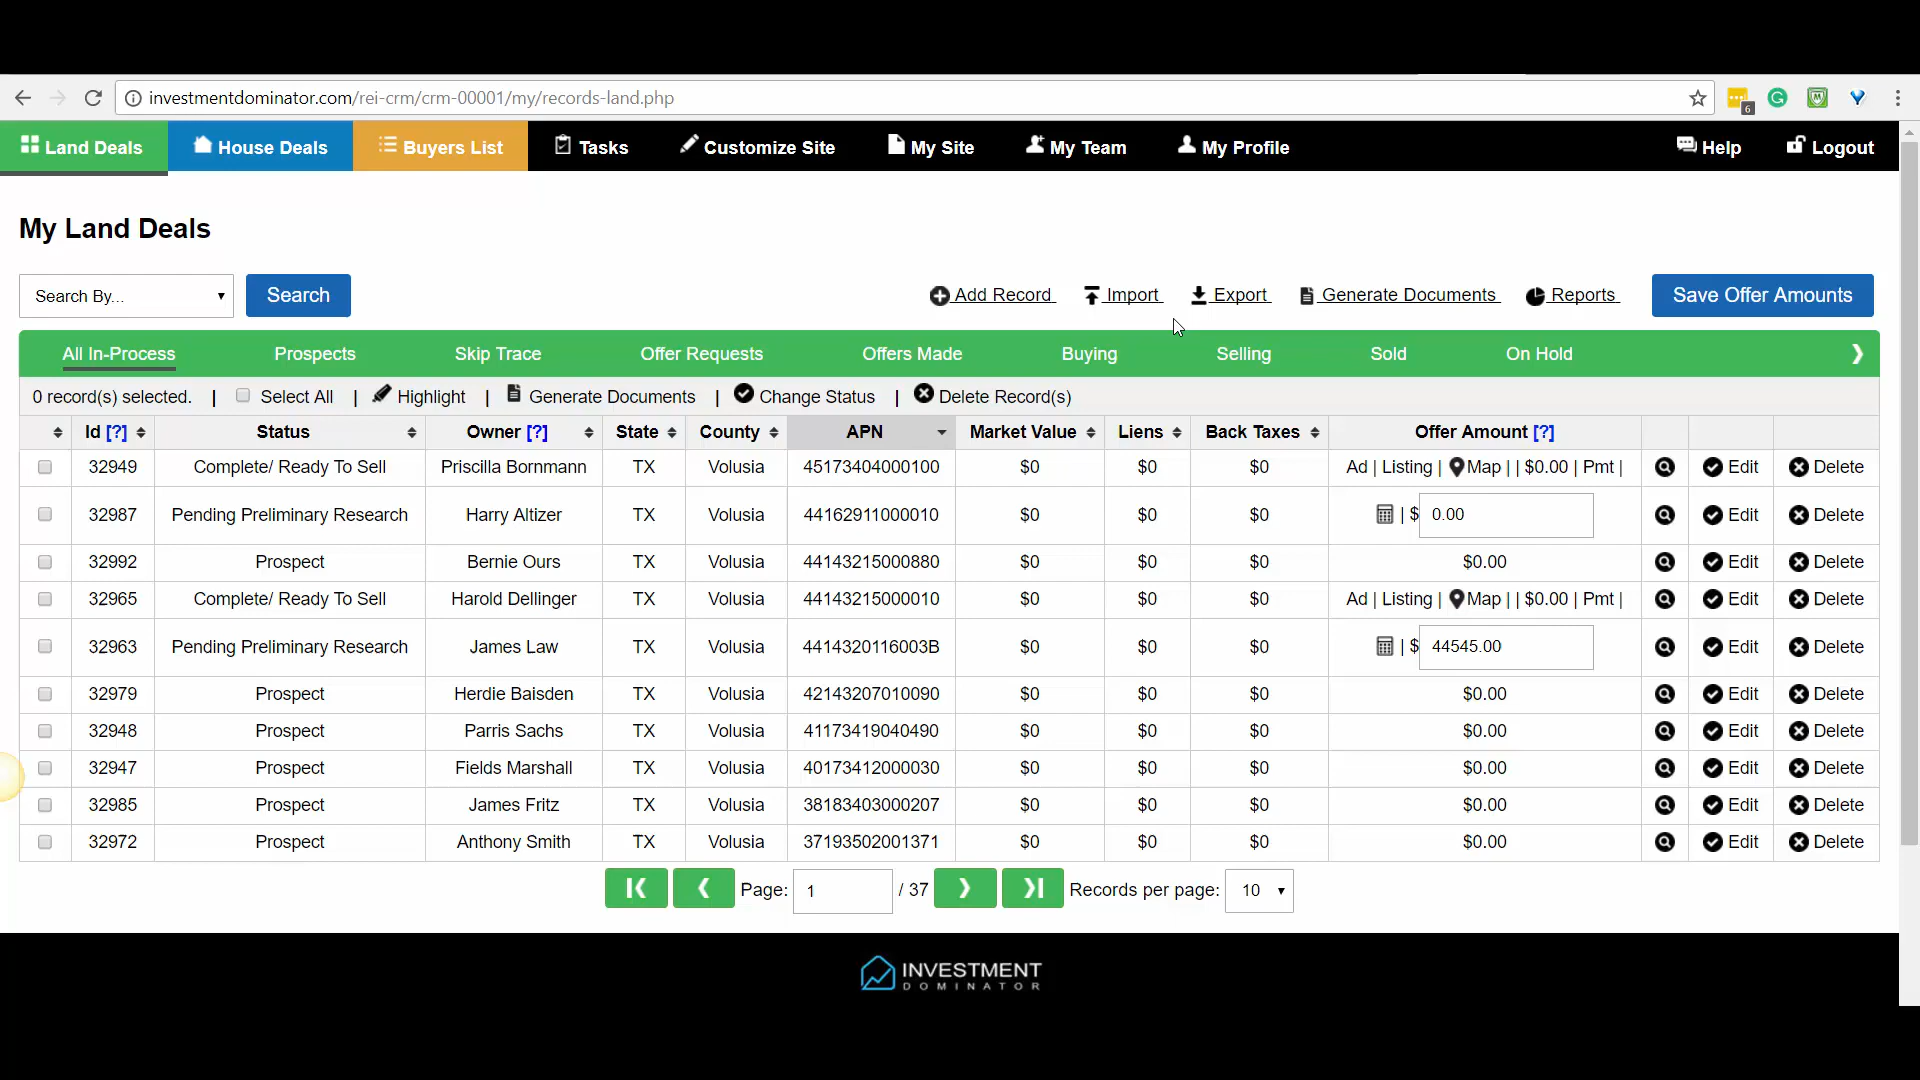 investmentdominator.com/rei-crm/crm-00001/my/records-land.php
6
Land Deals House Deals Buyers List Tasks Customize Site My Site My Team My Profile Help Logout
My Land Deals
Search By... Search Add Record Import Export Generate Documents Reports Save Offer Amounts
All In-Process Prospects Skip Trace Offer Requests Offers Made Buying Selling Sold On Hold
0 record(s) selected. | Select All | Highlight | Generate Documents | Change Status | Delete Record(s)
Id [?] Status Owner [?] State County APN Market Value Liens Back Taxes Offer Amount [?]
32949 Complete/ Ready To Sell Priscilla Bornmann TX Volusia 45173404000100 $0 $0 $0 Ad | Listing | Map | | $0.00 | Pmt | Edit Delete
32987 Pending Preliminary Research Harry Altizer TX Volusia 44162911000010 $0 $0 $0 | $ 0.00 Edit Delete
32992 Prospect Bernie Ours TX Volusia 44143215000880 $0 $0 $0 $0.00 Edit Delete
32965 Complete/ Ready To Sell Harold Dellinger TX Volusia 44143215000010 $0 $0 $0 Ad | Listing | Map | | $0.00 | Pmt | Edit Delete
32963 Pending Preliminary Research James Law TX Volusia 4414320116003B $0 $0 $0 | $ 44545.00 Edit Delete
32979 Prospect Herdie Baisden TX Volusia 42143207010090 $0 $0 $0 $0.00 Edit Delete
32948 Prospect Parris Sachs TX Volusia 41173419040490 $0 $0 $0 $0.00 Edit Delete
32947 Prospect Fields Marshall TX Volusia 40173412000030 $0 $0 $0 $0.00 Edit Delete
32985 Prospect James Fritz TX Volusia 38183403000207 $0 $0 $0 $0.00 Edit Delete
32972 Prospect Anthony Smith TX Volusia 37193502001371 $0 $0 $0 $0.00 Edit Delete
Page: 1 / 37 Records per page: 10
INVESTMENT
DOMINATOR